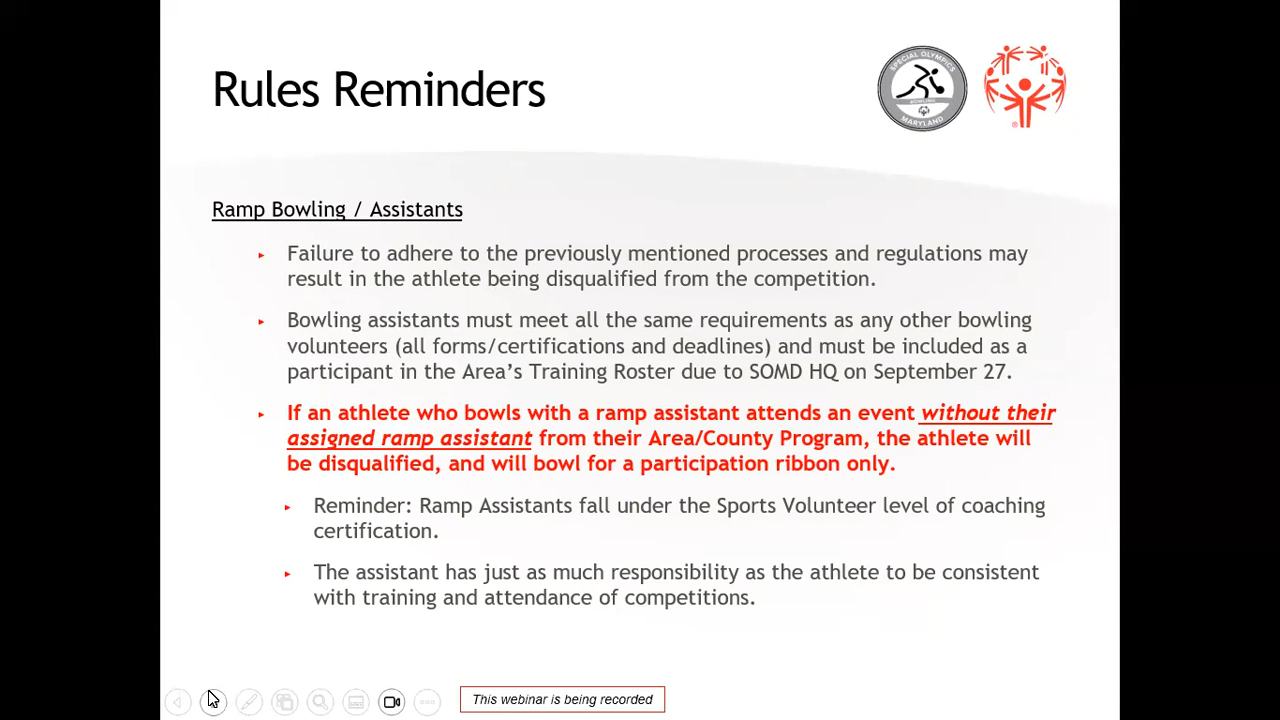 Rules Reminders
SPECIAL OLYMPICS
BOWLING
MARYLAND
Ramp Bowling / Assistants
Failure to adhere to the previously mentioned processes and regulations may
result in the athlete being disqualified from the competition.
Bowling assistants must meet all the same requirements as any other bowling
volunteers (all forms/certifications and deadlines) and must be included as a
participant in the Area’s Training Roster due to SOMD HQ on September 27.
If an athlete who bowls with a ramp assistant attends an event without their
assigned ramp assistant from their Area/County Program, the athlete will
be disqualified, and will bowl for a participation ribbon only.
Reminder: Ramp Assistants fall under the Sports Volunteer level of coaching
certification.
The assistant has just as much responsibility as the athlete to be consistent
with training and attendance of competitions.
This webinar is being recorded